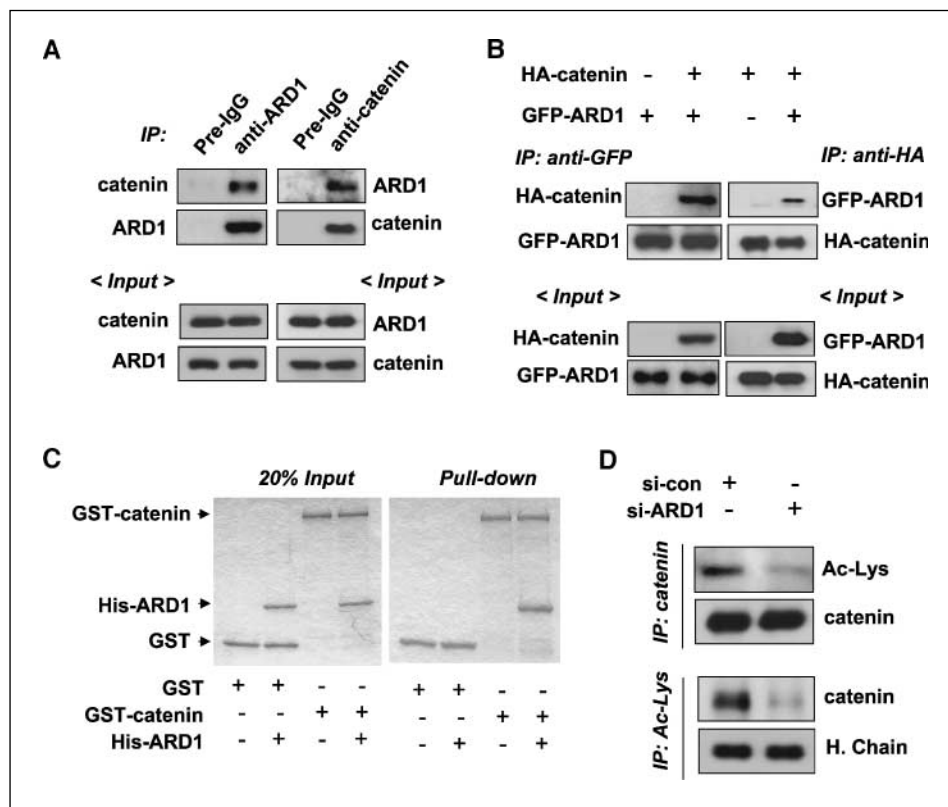 A
IP:
Pre-IgG
anti-ARD1
Pre-IgG
anti-catenin
catenin
ARD1
ARD1
catenin
< Input >
< Input >
catenin
ARD1
ARD1
catenin
B
HA-catenin - + + +
GFP-ARD1 + + - +
IP: anti-GFP
IP: anti-HA
HA-catenin
GFP-ARD1
GFP-ARD1
HA-catenin
< Input >
< Input >
HA-catenin
GFP-ARD1
GFP-ARD1
HA-catenin
C
20% Input
Pull-down
GST-catenin
His-ARD1
GST
GST + + - - + + - -
GST-catenin - - + + - - + +
His-ARD1 - + - + - + - +
D
si-con + -
si-ARD1 - +
IP: catenin
Ac-Lys
catenin
IP: Ac-Lys
catenin
H. Chain